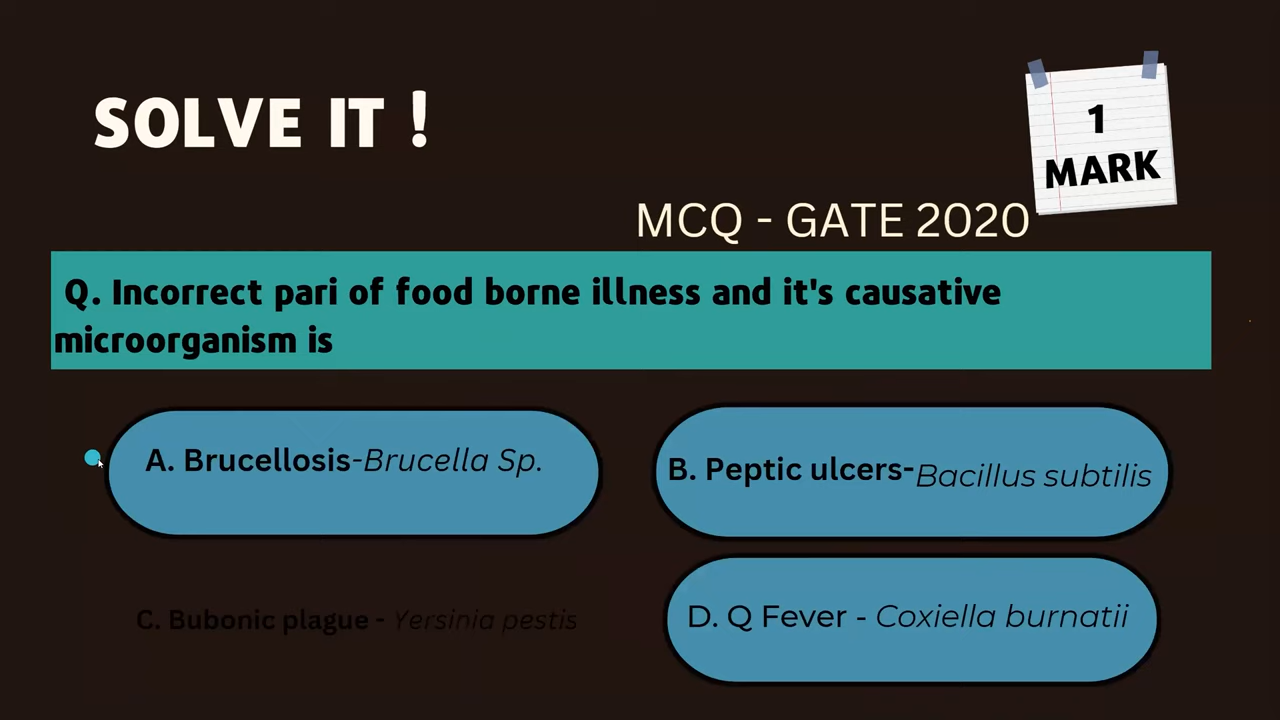 SOLVE IT !
1
MARK
MCQ - GATE 2020
Q. Incorrect pari of food borne illness and it's causative
microorganism is
A. Brucellosis-Brucella Sp.
B. Peptic ulcers-Bacillus subtilis
C. Bubonic plague - Yersinia pestis
D. Q Fever - Coxiella burnatii